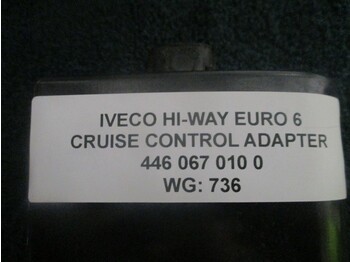 IVECO HI-WAY EURO 6
CRUISE CONTROL ADAPTER
446 067 010 0
WG: 736